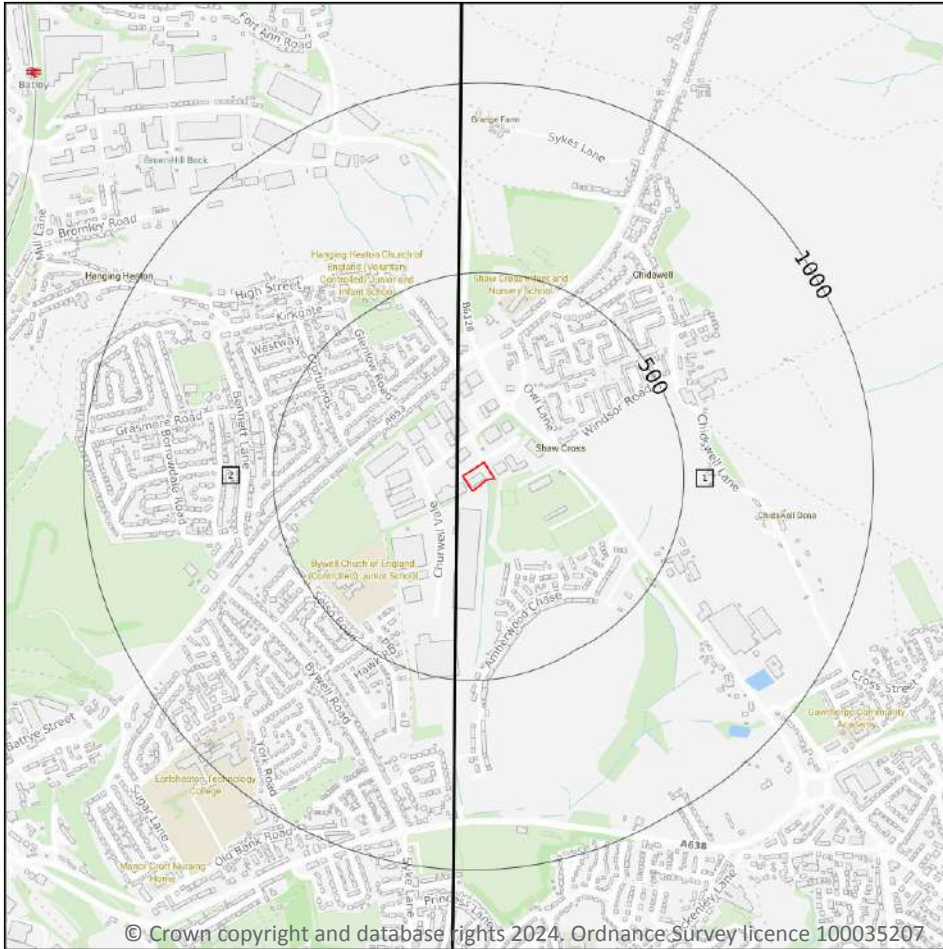 Fort Ann Road
Batley
Grange Farm
Sykes Lane
GreenHill Beck
Mill Lane
Bromley Road
Hanging Heaton
Hanging Heaton Church of
England (Voluntary
Controlled) Junior and
Infant School
High Street
Kirkgate
Westway
Shaw Cross Infant and
Nursery School
Chidswell
1000
B6128
Glenlow Road
Courtlands
500
A653
Owl Lane
Windsor Road
Grasmere Road
Borrowdale Road
Bennett Lane
Shaw Cross
Chidswell Lane
2
1
Churwell Vale
Chidswell Dene
Bywell Church of England
(Controlled) Junior School
Selso Road
Amberwood Chase
Hawk Road
Bywell Road
Cross Street
Gawthorpe Community
Academy
Battye Street
Earlsheaton Technology
College
York Road
Sugar Lane
Old Bank Road
Manor Croft Nursing
Home
A638
Syke Lane
Princess Lane
© Crown copyright and database rights 2024. Ordnance Survey licence 100035207